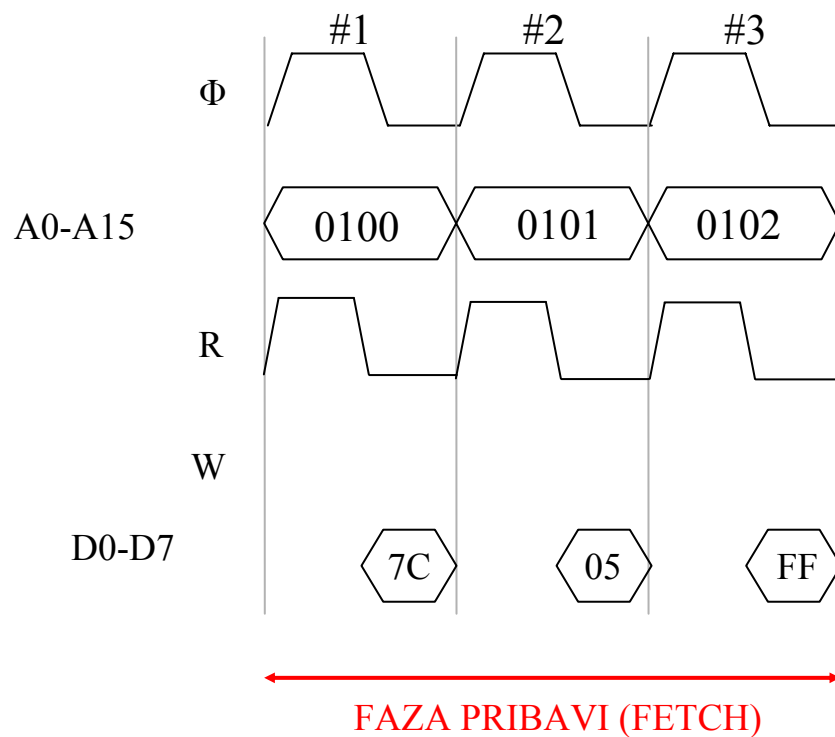 #1 #2 #3
Φ
A0-A15 0100 0101 0102
R
W
D0-D7 7C 05 FF
FAZA PRIBAVI (FETCH)